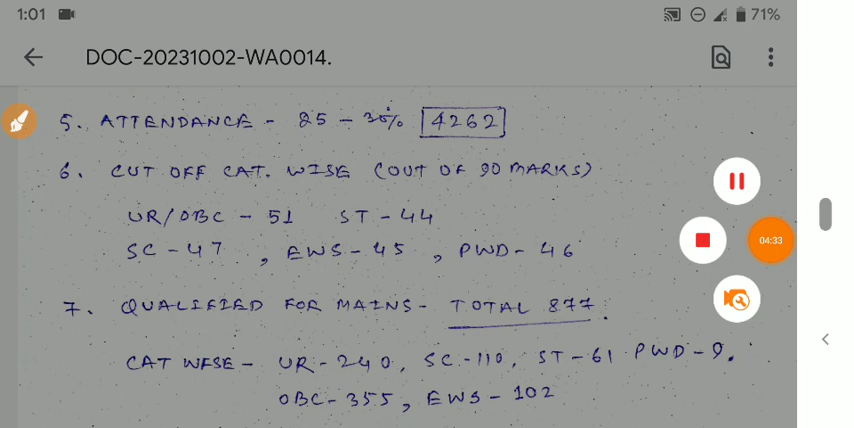 1:01 71%
DOC-20231002-WA0014.
5. ATTENDANCE - 25 - 30% 4262
6. CUT OFF CAT. WISE (OUT OF 90 MARKS)
UR/OBC - 51 ST - 44
SC - 47 , EWS - 45 , PWD - 46
04:33
7. QUALIFIED FOR MAINS - TOTAL 877.
CAT WISE - UR - 240, SC - 110, ST - 61 PWD - 9.
OBC - 355, EWS - 102